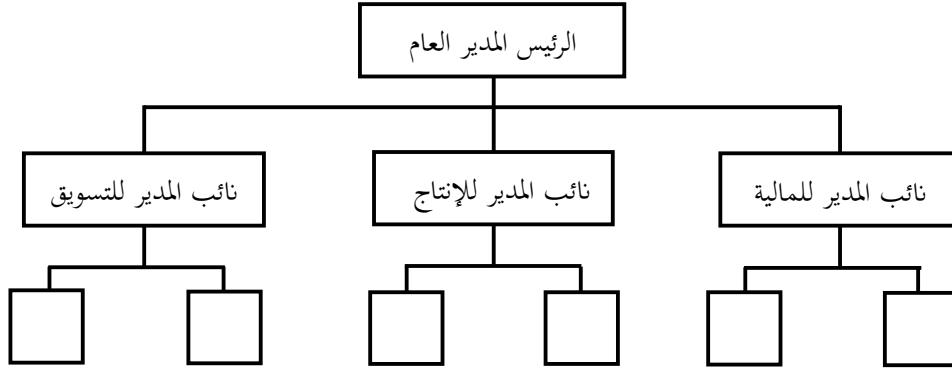 الرئيس المدير العام
نائب المدير للمالية
نائب المدير للإنتاج
نائب المدير للتسويق